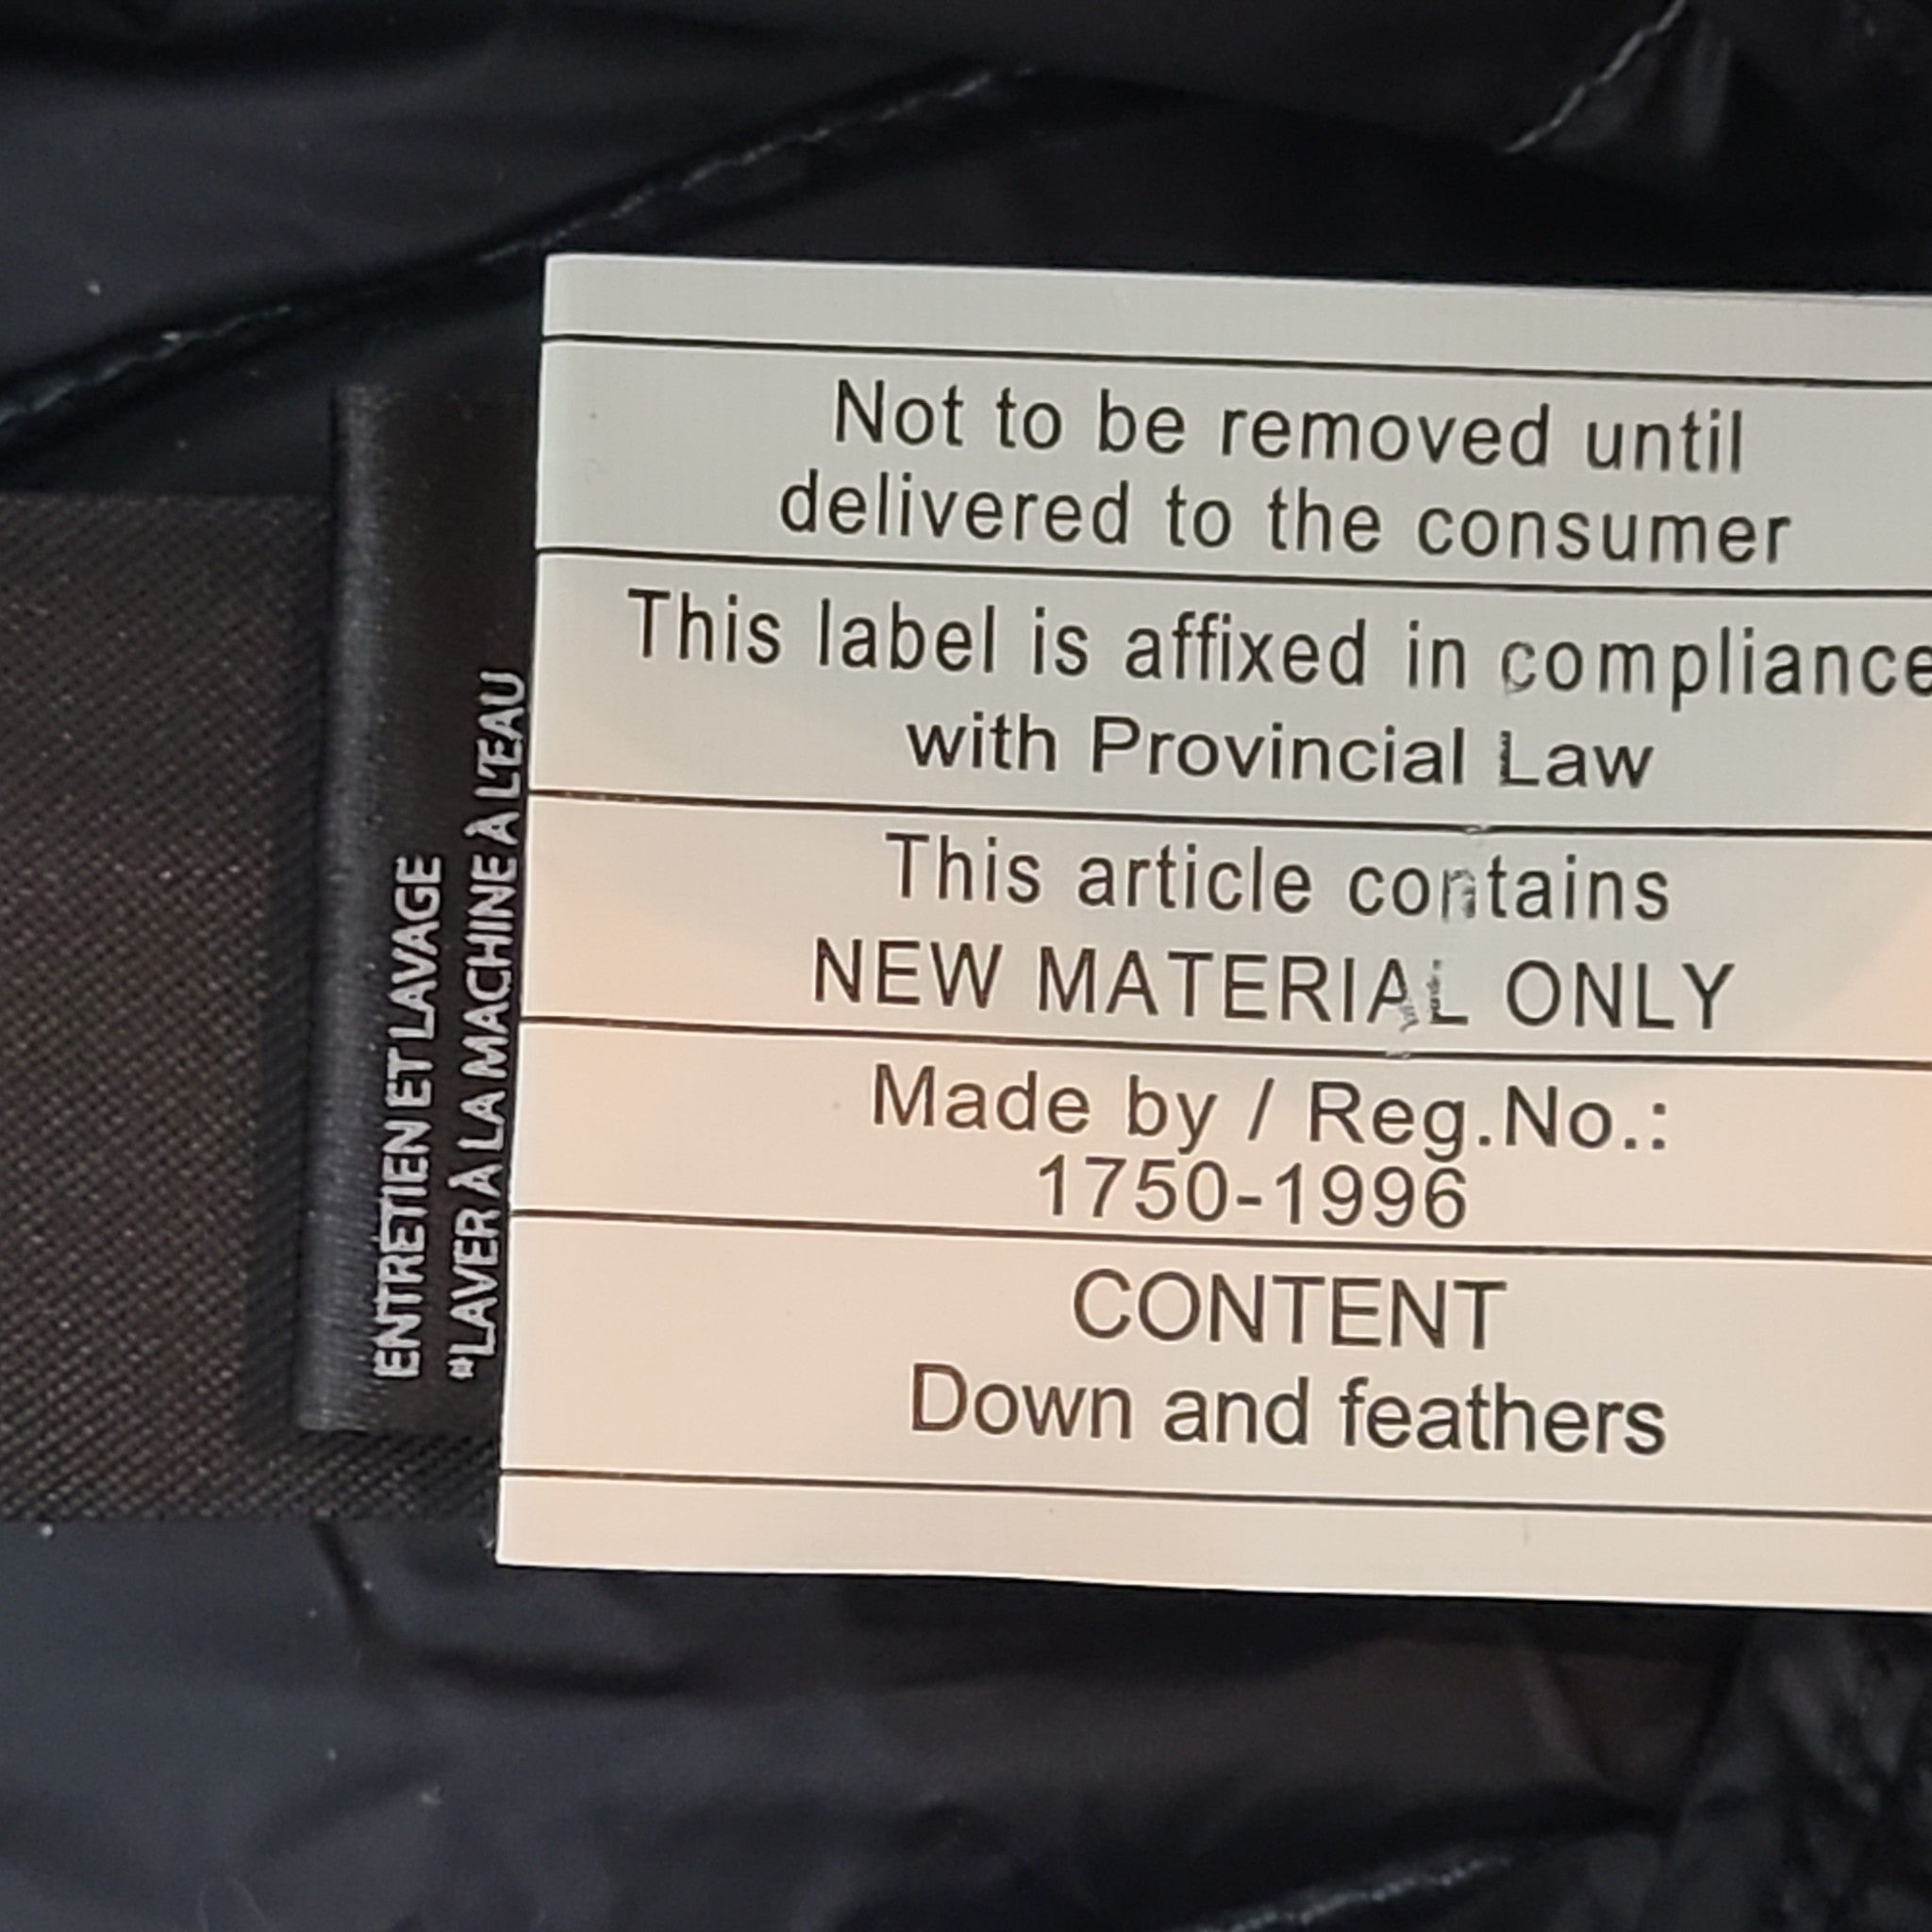 Not to be removed until
delivered to the consumer
This label is affixed in compliance
with Provincial Law
This article contains
NEW MATERIAL ONLY
Made by / Reg.No.:
1750-1996
CONTENT
Down and feathers
ENTRETIEN ET LAVAGE
*LAVER À LA MACHINE À L'EAU